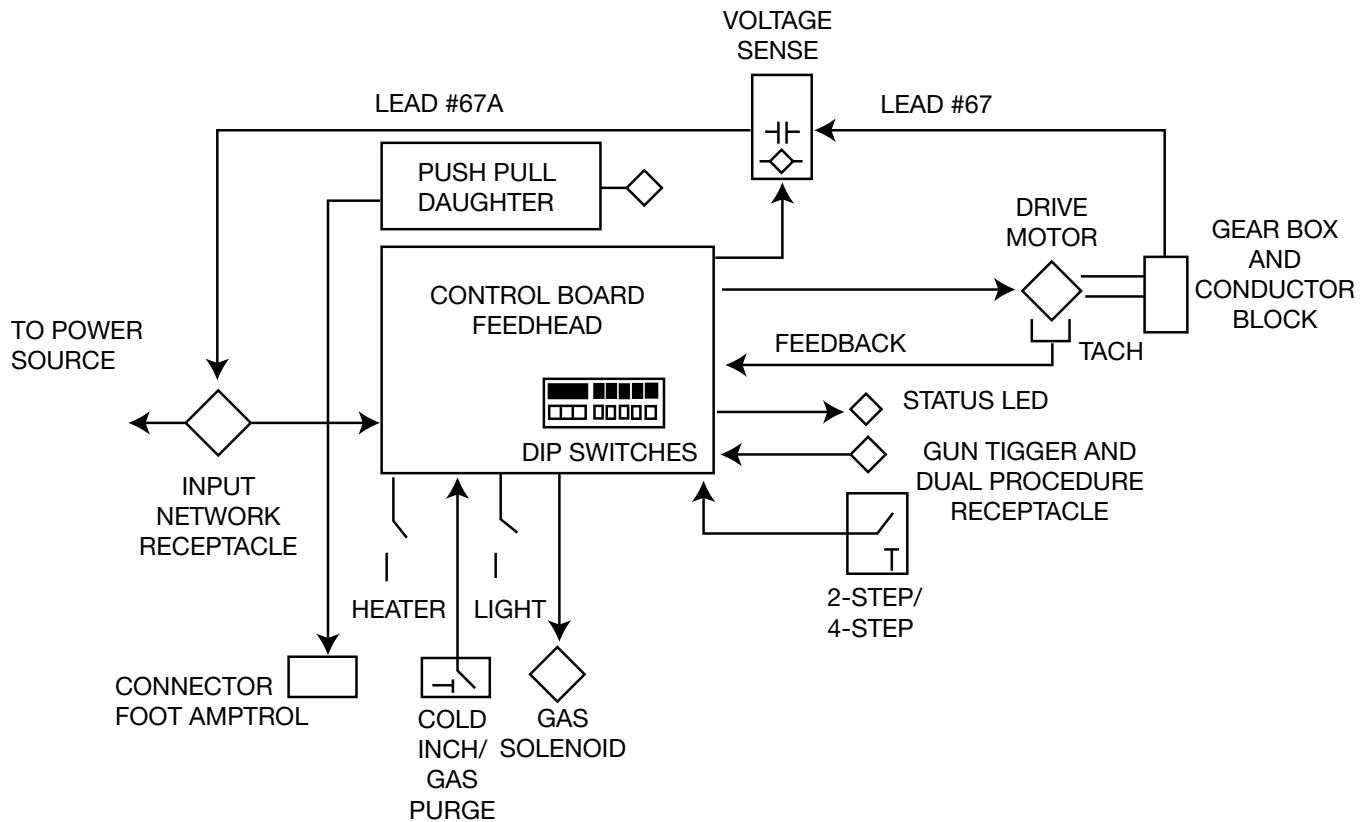 VOLTAGE
SENSE
LEAD #67A
LEAD #67
PUSH PULL
DAUGHTER
DRIVE
MOTOR
GEAR BOX
AND
CONDUCTOR
BLOCK
CONTROL BOARD
FEEDHEAD
TO POWER
SOURCE
FEEDBACK
TACH
STATUS LED
DIP SWITCHES
GUN TIGGER AND
DUAL PROCEDURE
RECEPTACLE
INPUT
NETWORK
RECEPTACLE
HEATER
LIGHT
2-STEP/
4-STEP
CONNECTOR
FOOT AMPTROL
COLD
INCH/
GAS
PURGE
GAS
SOLENOID